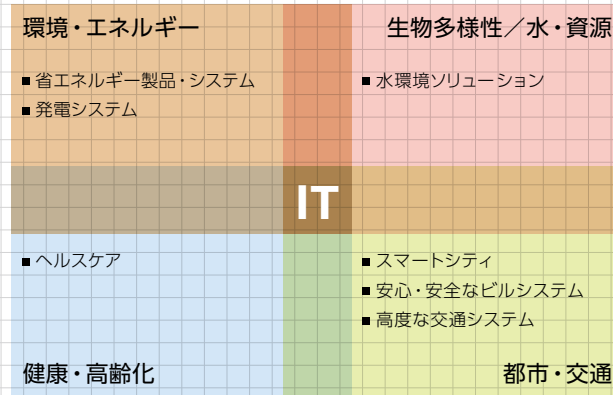 環境・エネルギー
■省エネルギー製品・システム
■発電システム
生物多様性／水・資源
■水環境ソリューション
IT
■ヘルスケア
健康・高齢化
■スマートシティ
■安心・安全なビルシステム
■高度な交通システム
都市・交通